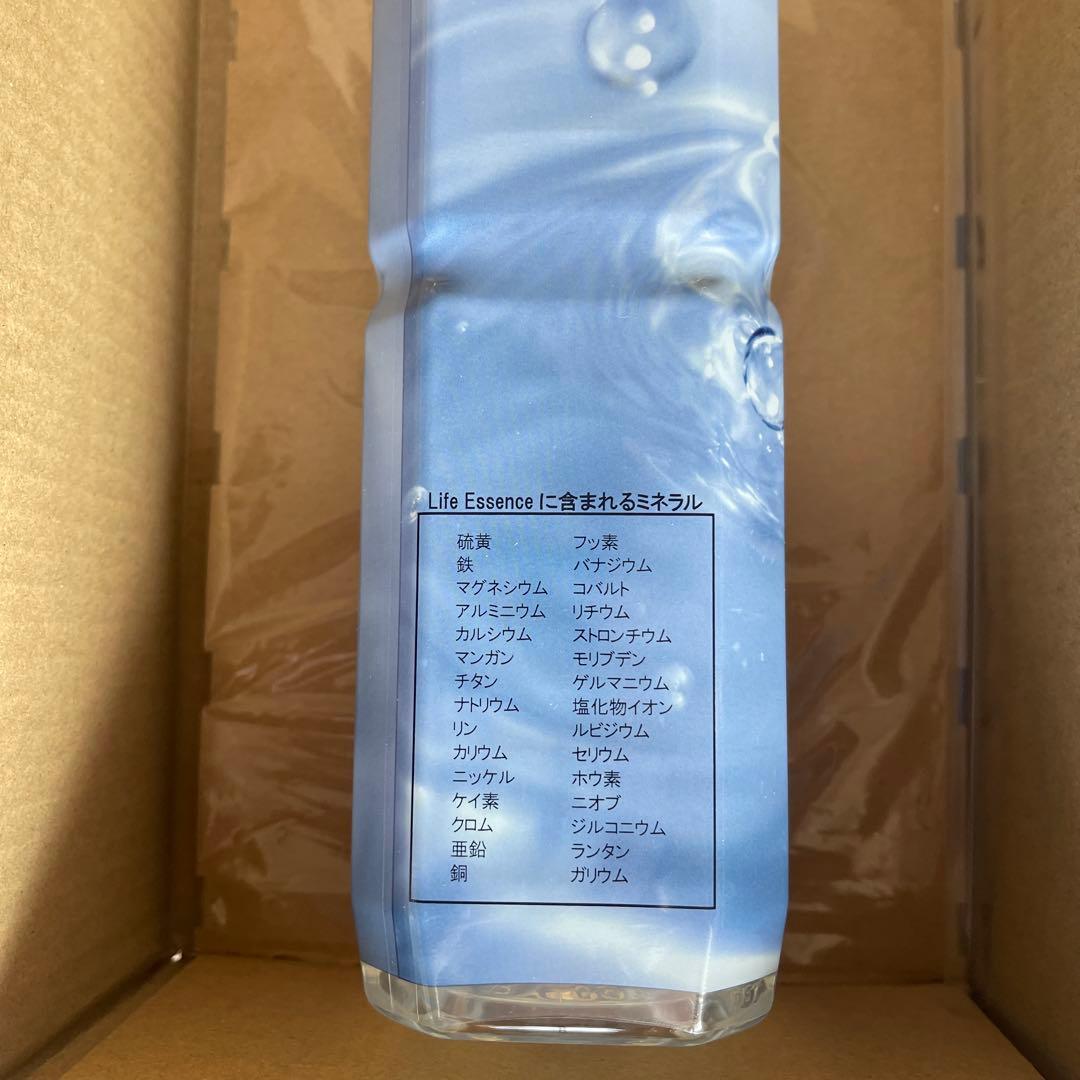 Life Essence に含まれるミネラル
硫黄
鉄
マグネシウム
アルミニウム
カルシウム
マンガン
チタン
ナトリウム
リン
カリウム
ニッケル
ケイ素
クロム
亜鉛
銅
フッ素
バナジウム
コバルト
リチウム
ストロンチウム
モリブデン
ゲルマニウム
塩化物イオン
ルビジウム
セリウム
ホウ素
ニオブ
ジルコニウム
ランタン
ガリウム